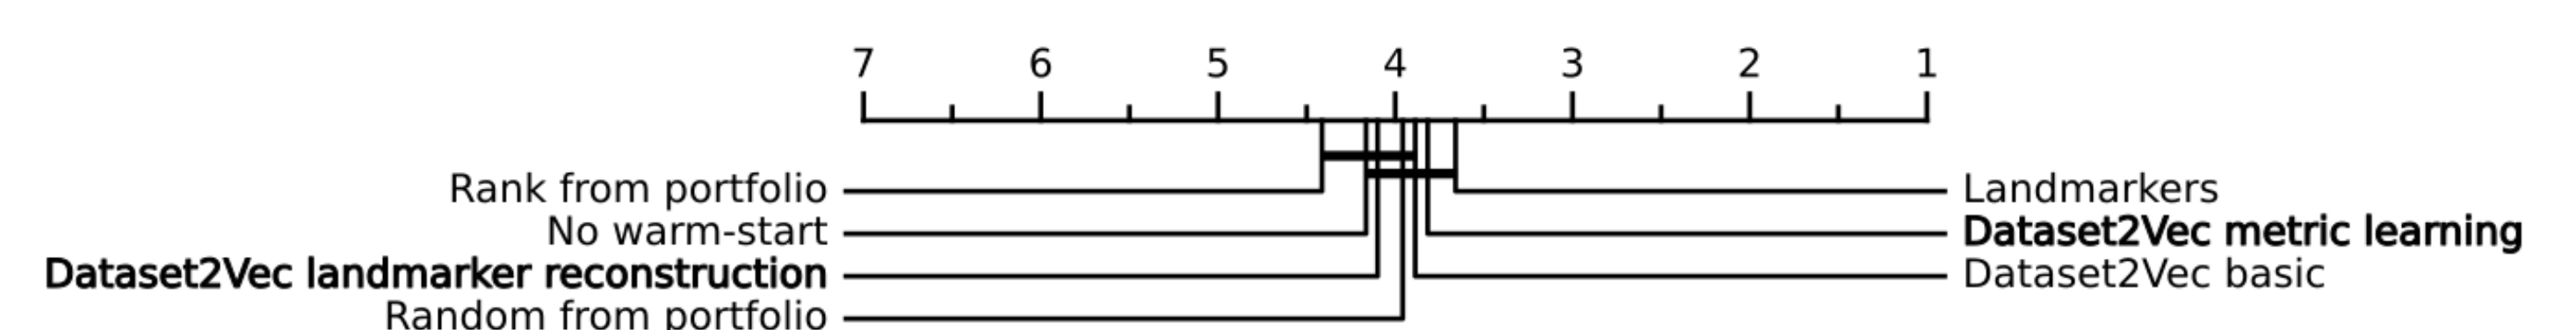 7 6 5 4 3 2 1
Rank from portfolio
Landmarkers
No warm-start
Dataset2Vec metric learning
Dataset2Vec landmarker reconstruction
Dataset2Vec basic
Random from portfolio